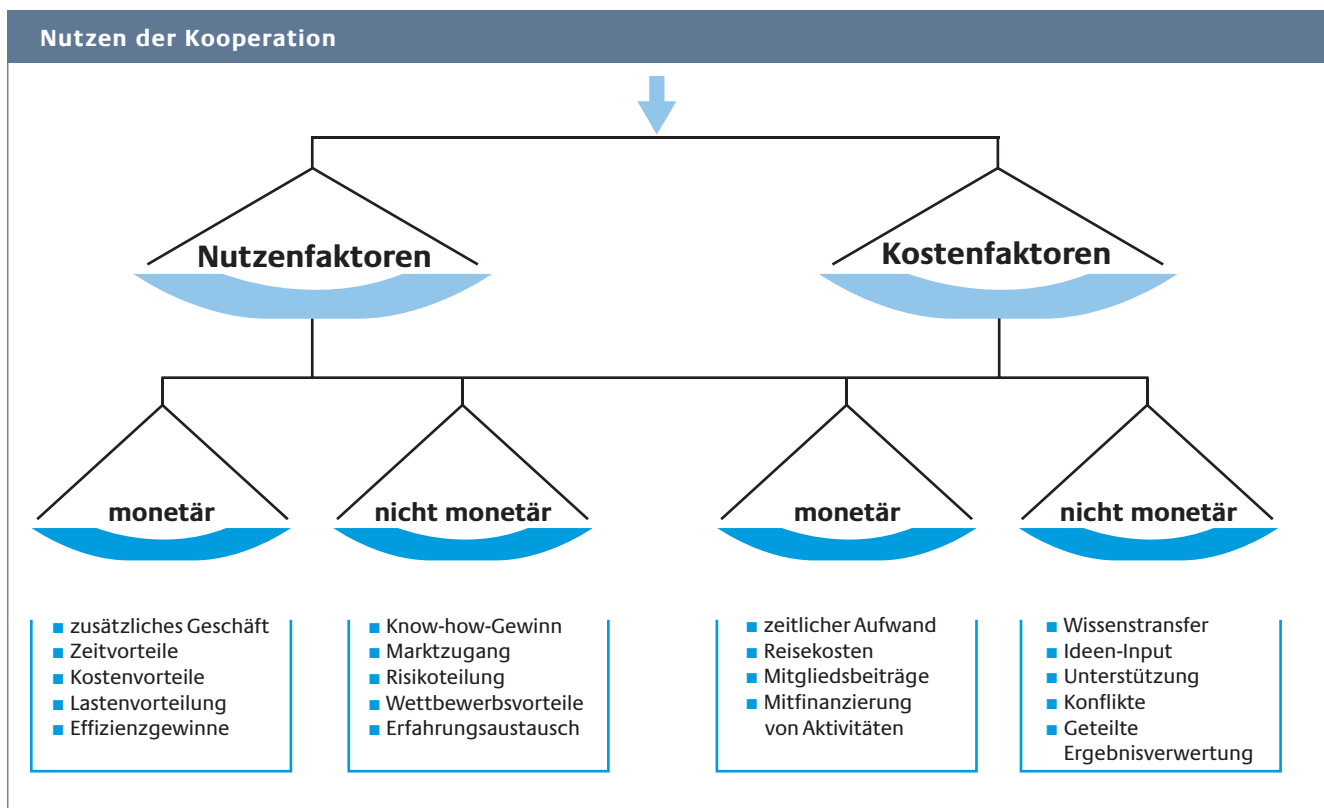 Nutzen der Kooperation
Nutzenfaktoren
Kostenfaktoren
monetär
nicht monetär
monetär
nicht monetär
zusätzliches Geschäft
Zeitvorteile
Kostenvorteile
Lastenvorteilung
Effizienzgewinne
Know-how-Gewinn
Marktzugang
Risikoteilung
Wettbewerbsvorteile
Erfahrungsaustausch
zeitlicher Aufwand
Reisekosten
Mitgliedsbeiträge
Mitfinanzierung
von Aktivitäten
Wissenstransfer
Ideen-Input
Unterstützung
Konflikte
Geteilte
Ergebnisverwertung